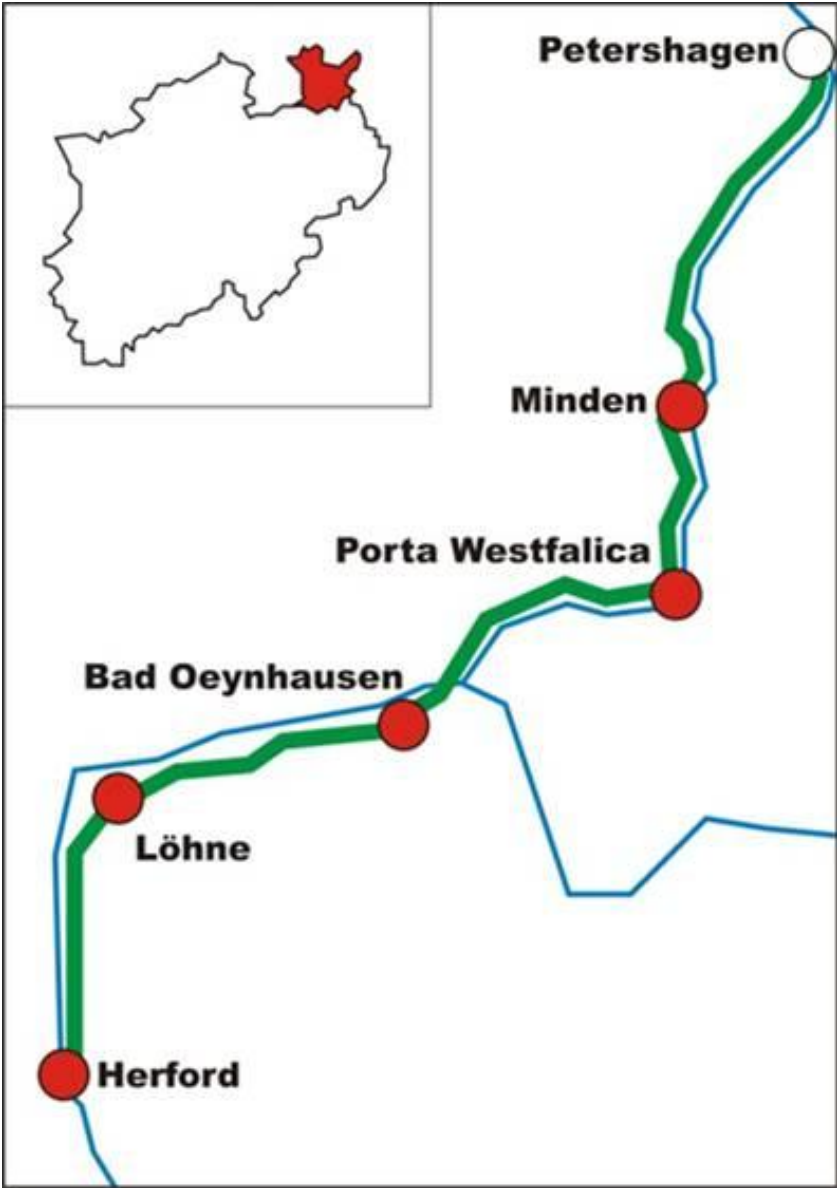 Petershagen
Minden
Porta Westfalica
Bad Oeynhausen
Löhne
Herford